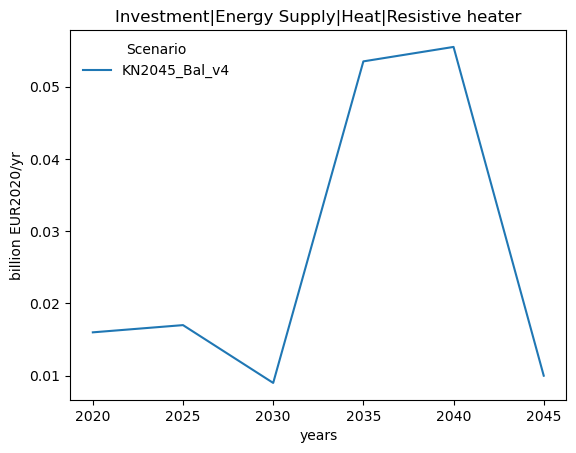 Investment|Energy Supply|Heat|Resistive heater
Scenario
KN2045_Bal_v4
billion EUR2020/yr
0.05
0.04
0.03
0.02
0.01
2020 2025 2030 2035 2040 2045
years